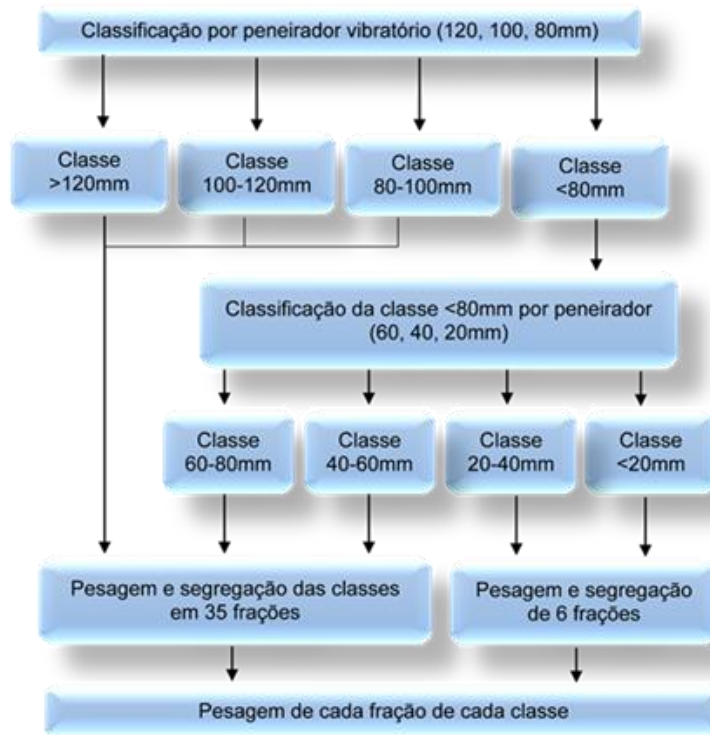 Classificação por peneirador vibratório (120, 100, 80mm)
Classe
>120mm
Classe
100-120mm
Classe
80-100mm
Classe
<80mm
Classificação da classe <80mm por peneirador
(60, 40, 20mm)
Classe
60-80mm
Classe
40-60mm
Classe
20-40mm
Classe
<20mm
Pesagem e segregação das classes
em 35 frações
Pesagem e segregação
de 6 frações
Pesagem de cada fração de cada classe